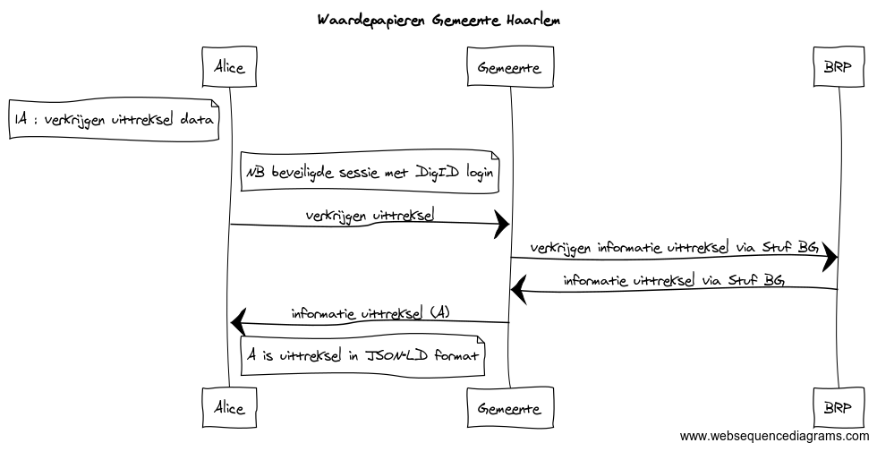 Waardepapieren Gemeente Haarlem
Alice
Gemeente
BRP
1A : verkrijgen uittreksel data
NB beveiligde sessie met DigID login
verkrijgen uittreksel
verkrijgen informatie uittreksel via Stuf BG
informatie uittreksel via Stuf BG
informatie uittreksel (A)
A is uittreksel in JSON-LD format
Alice
Gemeente
BRP
www.websequencediagrams.com